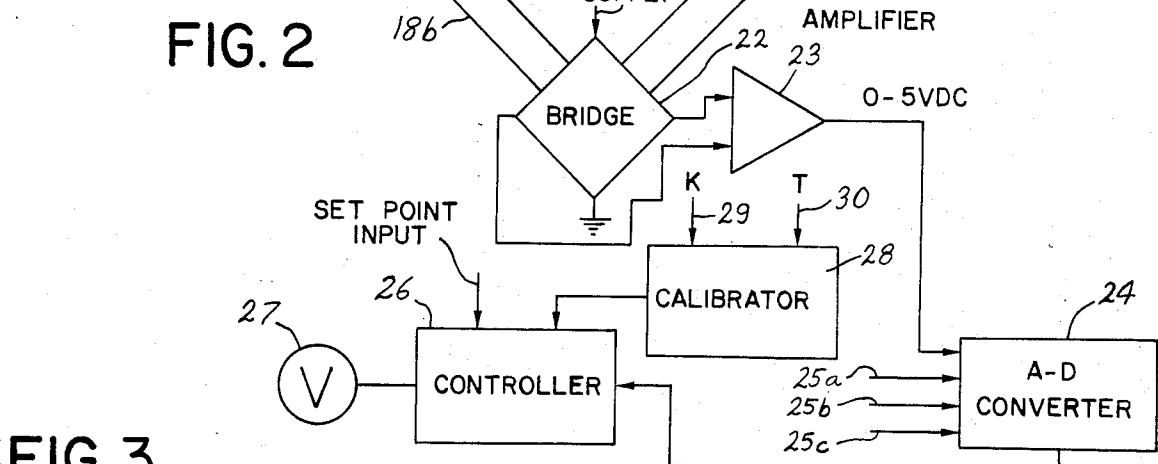 AMPLIFIER
18b
FIG. 2
22
23
0-5VDC
BRIDGE
K
T
29
30
SET POINT
INPUT
28
26
CALIBRATOR
24
27
A-D
CONVERTER
V
CONTROLLER
25a
25b
25c
FIG. 3